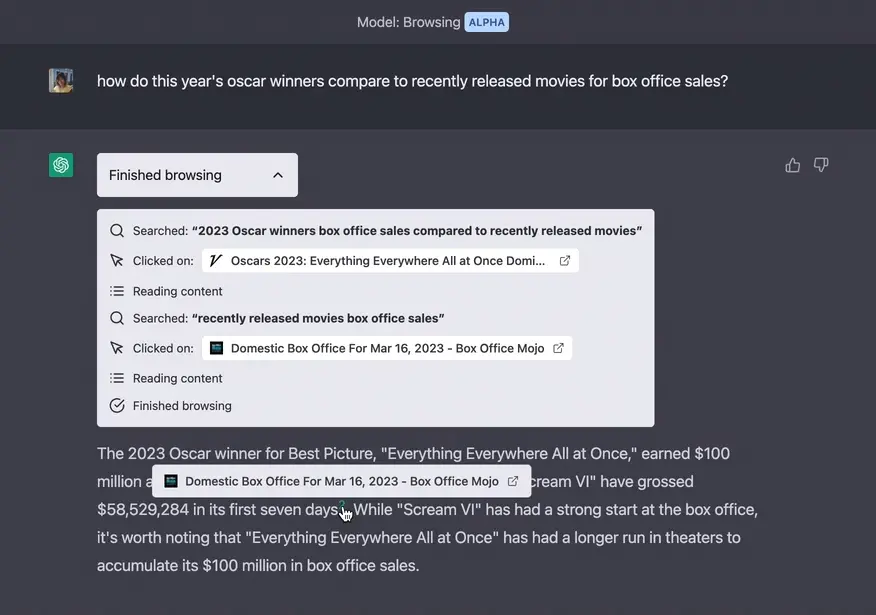 Model: Browsing ALPHA
how do this year's oscar winners compare to recently released movies for box office sales?
Finished browsing
Searched: “2023 Oscar winners box office sales compared to recently released movies”
Clicked on: Oscars 2023: Everything Everywhere All at Once Domi...
Reading content
Searched: “recently released movies box office sales”
Clicked on: Domestic Box Office For Mar 16, 2023 - Box Office Mojo
Reading content
Finished browsing
The 2023 Oscar winner for Best Picture, "Everything Everywhere All at Once," earned $100
million
Domestic Box Office For Mar 16, 2023 - Box Office Mojo
VI" have grossed
$58,529,284 in its first seven days. While "Scream VI" has had a strong start at the box office,
it's worth noting that "Everything Everywhere All at Once" has had a longer run in theaters to
accumulate its $100 million in box office sales.